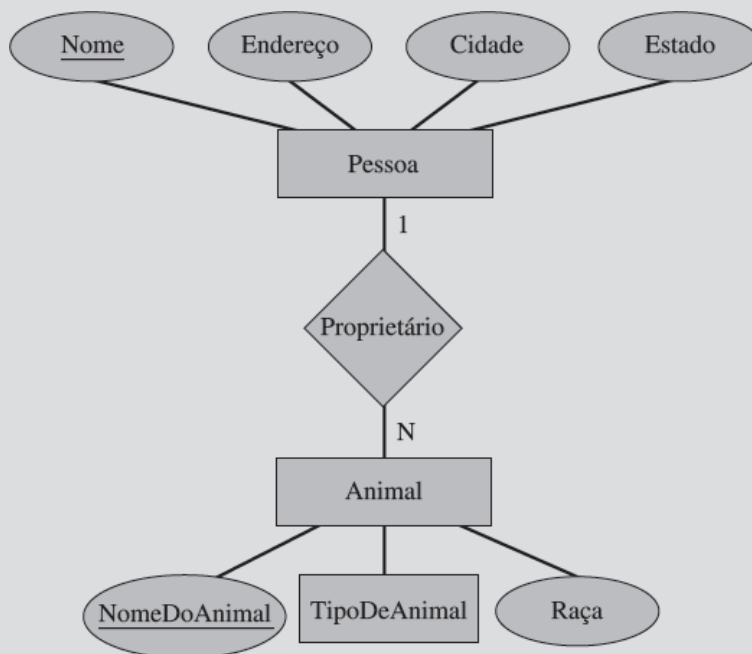 Nome
Endereço
Cidade
Estado
Pessoa
1
Proprietário
N
Animal
NomeDoAnimal
TipoDeAnimal
Raça